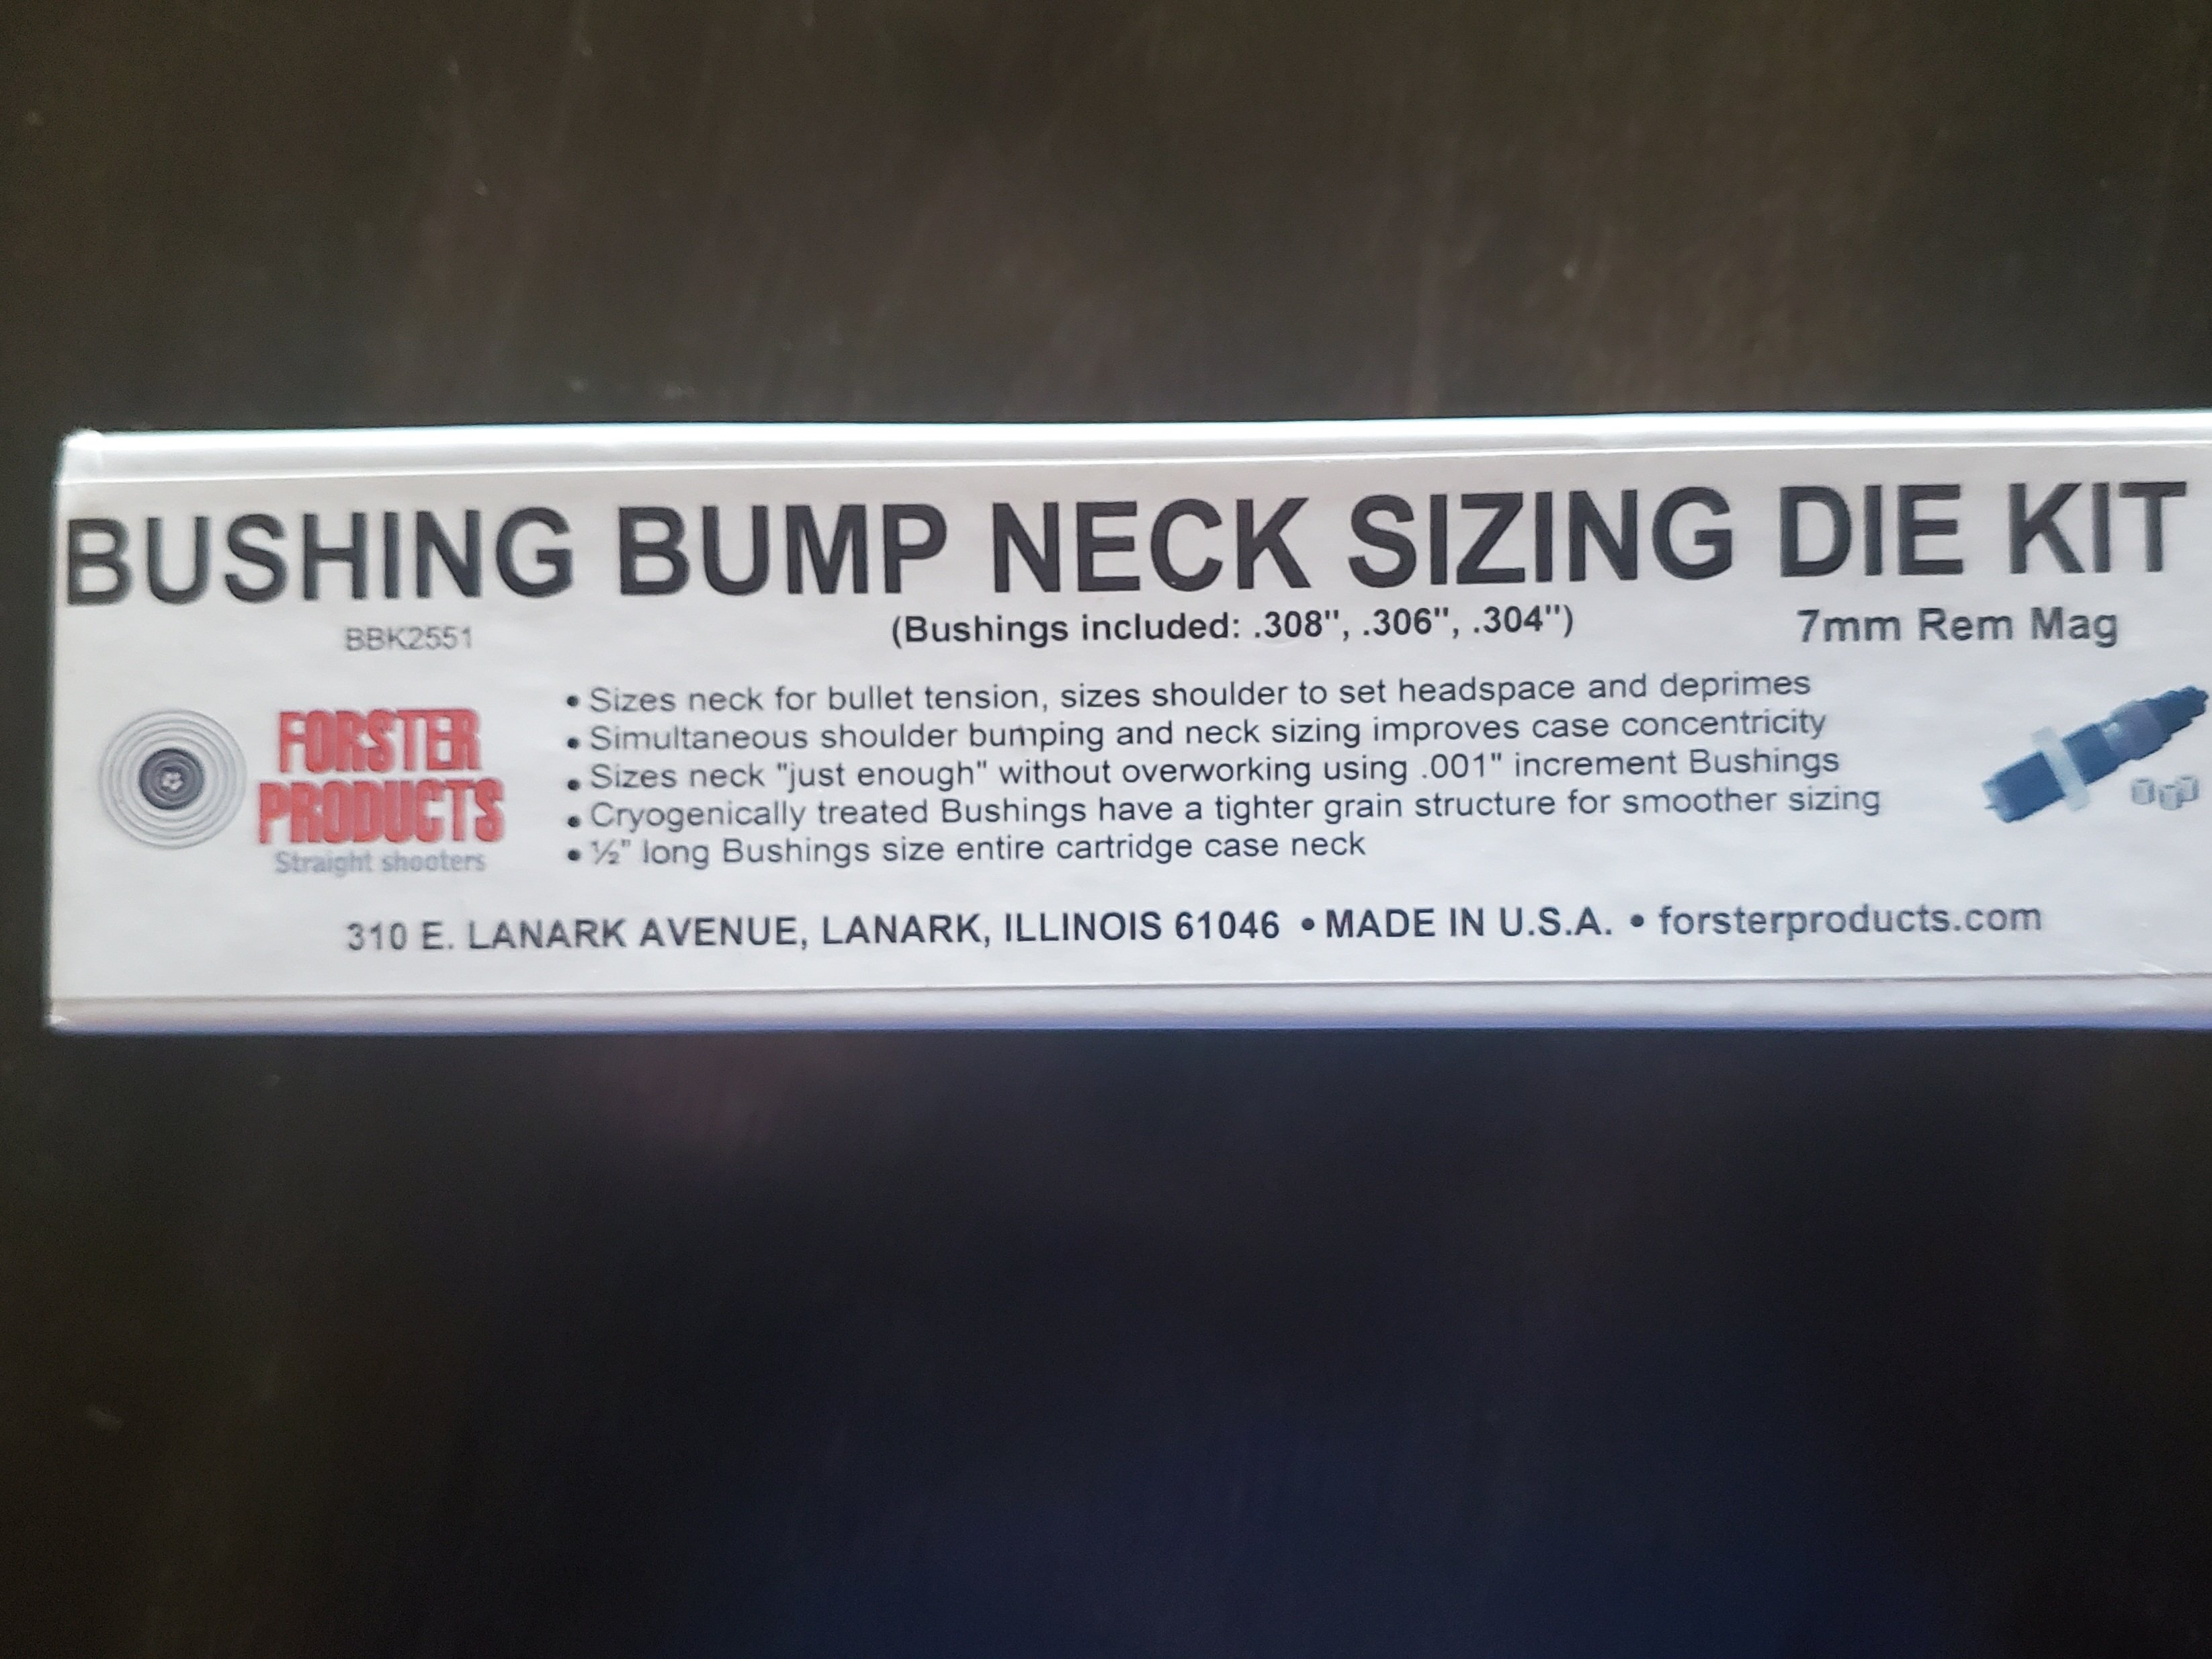 BUSHING BUMP NECK SIZING DIE KIT
BBK2551
(Bushings included: .308", .306", .304")
7mm Rem Mag
FORSTER
PRODUCTS
Straight shooters
• Sizes neck for bullet tension, sizes shoulder to set headspace and deprimes
• Simultaneous shoulder bumping and neck sizing improves case concentricity
• Sizes neck "just enough" without overworking using .001" increment Bushings
• Cryogenically treated Bushings have a tighter grain structure for smoother sizing
• ½" long Bushings size entire cartridge case neck
310 E. LANARK AVENUE, LANARK, ILLINOIS 61046 • MADE IN U.S.A. • forsterproducts.com